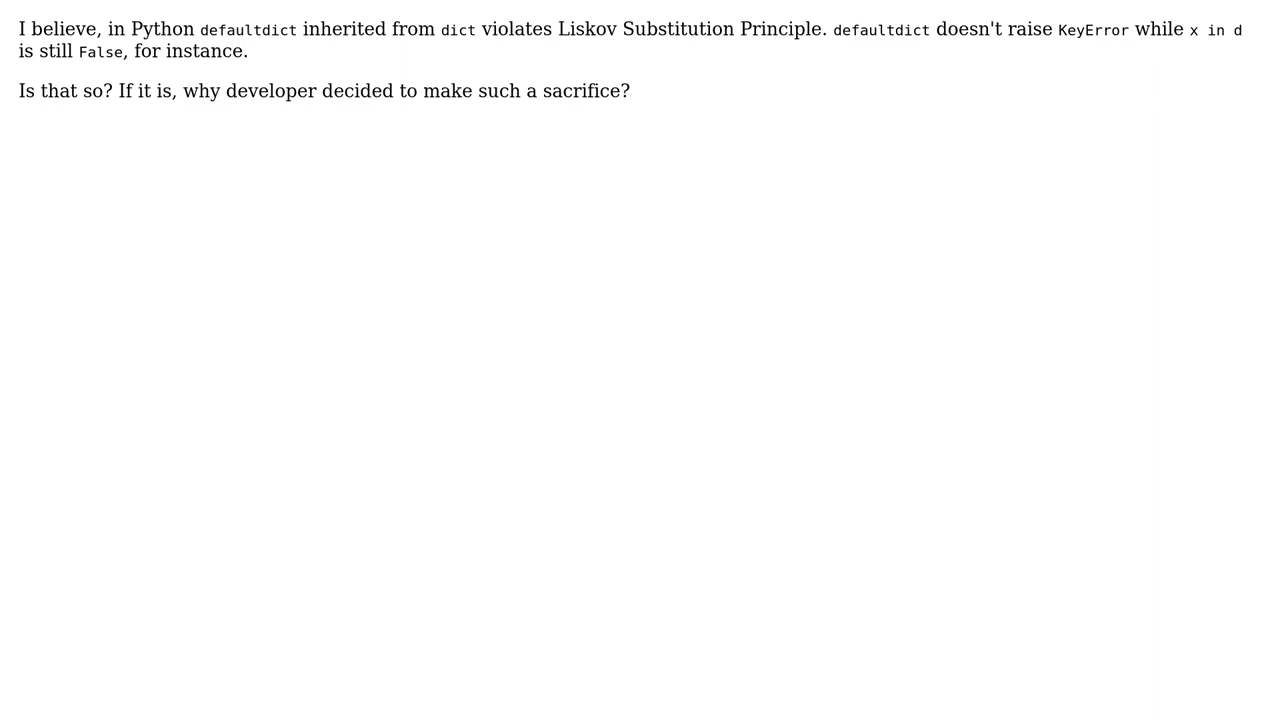 I believe, in Python defaultdict inherited from dict violates Liskov Substitution Principle. defaultdict doesn't raise KeyError while x in d
is still False, for instance.
Is that so? If it is, why developer decided to make such a sacrifice?